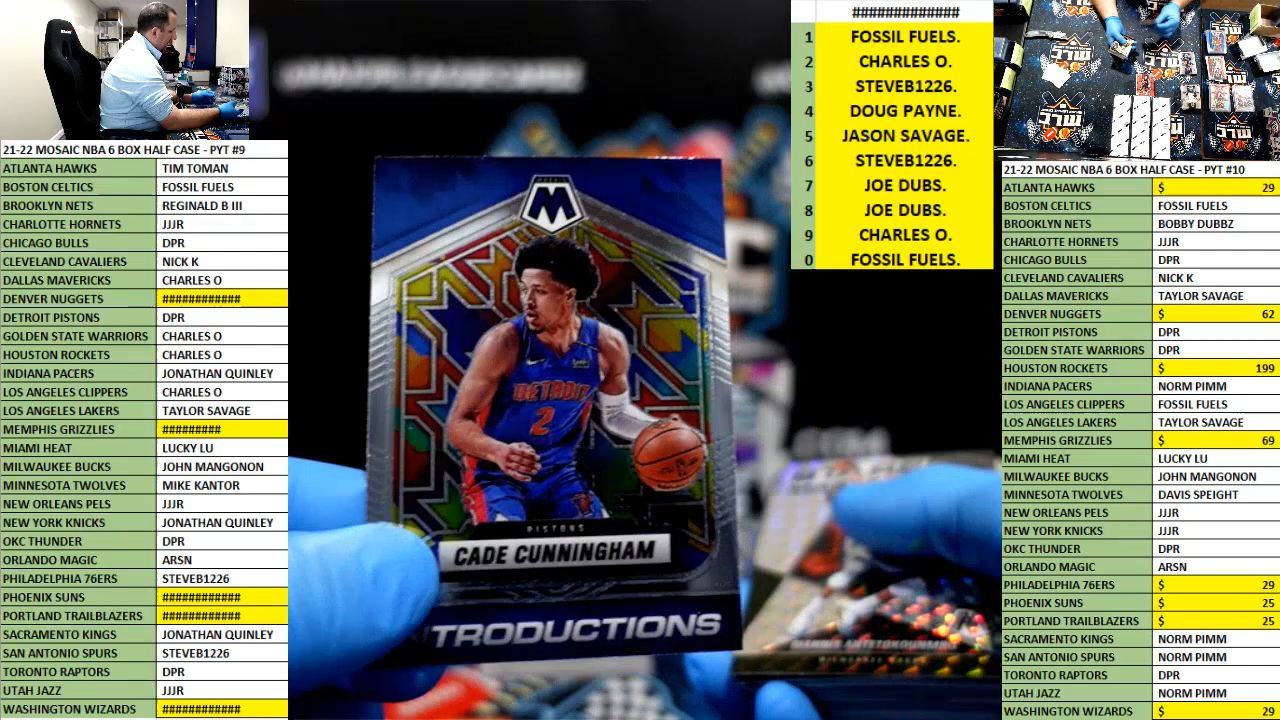 21-22 MOSAIC NBA 6 BOX HALF CASE - PYT #9
ATLANTA HAWKS TIM TOMAN
BOSTON CELTICS FOSSIL FUELS
BROOKLYN NETS REGINALD B III
CHARLOTTE HORNETS JJJR
CHICAGO BULLS DPR
CLEVELAND CAVALIERS NICK K
DALLAS MAVERICKS CHARLES O
DENVER NUGGETS ############
DETROIT PISTONS DPR
GOLDEN STATE WARRIORS CHARLES O
HOUSTON ROCKETS CHARLES O
INDIANA PACERS JONATHAN QUINLEY
LOS ANGELES CLIPPERS CHARLES O
LOS ANGELES LAKERS TAYLOR SAVAGE
MEMPHIS GRIZZLIES #########
MIAMI HEAT LUCKY LU
MILWAUKEE BUCKS JOHN MANGONON
MINNESOTA TWOLVES MIKE KANTOR
NEW ORLEANS PELS JJJR
NEW YORK KNICKS JONATHAN QUINLEY
OKC THUNDER DPR
ORLANDO MAGIC ARSN
PHILADELPHIA 76ERS STEVEB1226
PHOENIX SUNS ############
PORTLAND TRAILBLAZERS ############
SACRAMENTO KINGS JONATHAN QUINLEY
SAN ANTONIO SPURS STEVEB1226
TORONTO RAPTORS DPR
UTAH JAZZ JJJR
WASHINGTON WIZARDS ############
M
DETROIT
2
PISTONS
CADE CUNNINGHAM
TRODUCTIONS
GIANNIS ANTETOKOUNMPO
#############
1 FOSSIL FUELS.
2 CHARLES O.
3 STEVEB1226.
4 DOUG PAYNE.
5 JASON SAVAGE.
6 STEVEB1226.
7 JOE DUBS.
8 JOE DUBS.
9 CHARLES O.
0 FOSSIL FUELS.
21-22 MOSAIC NBA 6 BOX HALF CASE - PYT #10
ATLANTA HAWKS $ 29
BOSTON CELTICS FOSSIL FUELS
BROOKLYN NETS BOBBY DUBBZ
CHARLOTTE HORNETS JJJR
CHICAGO BULLS DPR
CLEVELAND CAVALIERS NICK K
DALLAS MAVERICKS TAYLOR SAVAGE
DENVER NUGGETS $ 62
DETROIT PISTONS DPR
GOLDEN STATE WARRIORS DPR
HOUSTON ROCKETS $ 199
INDIANA PACERS NORM PIMM
LOS ANGELES CLIPPERS FOSSIL FUELS
LOS ANGELES LAKERS TAYLOR SAVAGE
MEMPHIS GRIZZLIES $ 69
MIAMI HEAT LUCKY LU
MILWAUKEE BUCKS JOHN MANGONON
MINNESOTA TWOLVES DAVIS SPEIGHT
NEW ORLEANS PELS JJJR
NEW YORK KNICKS JJJR
OKC THUNDER DPR
ORLANDO MAGIC ARSN
PHILADELPHIA 76ERS $ 29
PHOENIX SUNS $ 25
PORTLAND TRAILBLAZERS $ 25
SACRAMENTO KINGS NORM PIMM
SAN ANTONIO SPURS NORM PIMM
TORONTO RAPTORS DPR
UTAH JAZZ NORM PIMM
WASHINGTON WIZARDS $ 29